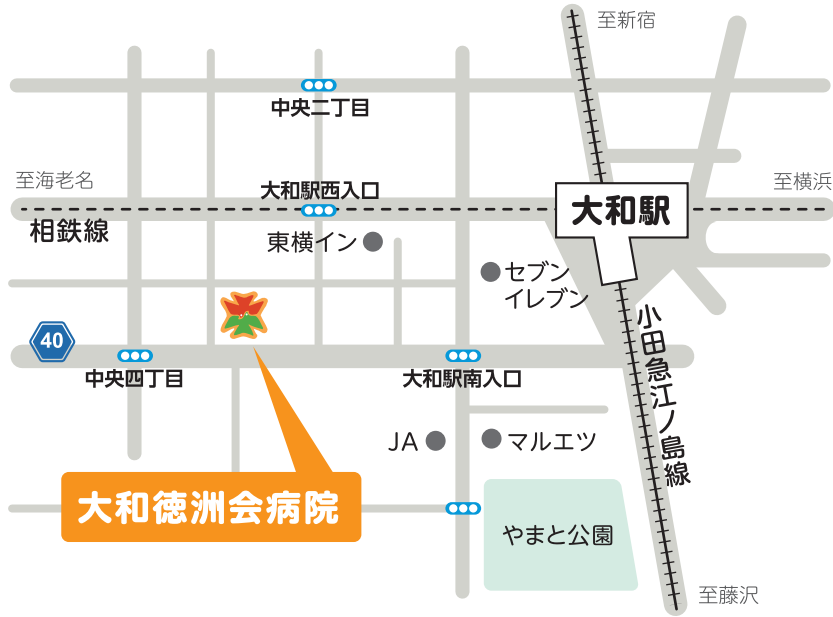 至新宿
中央二丁目
至海老名
大和駅西入口
至横浜
大和駅
相鉄線
東横イン
セブン
イレブン
小田急江ノ島線
40
中央四丁目
大和駅南入口
JA
マルエツ
大和徳洲会病院
やまと公園
至藤沢